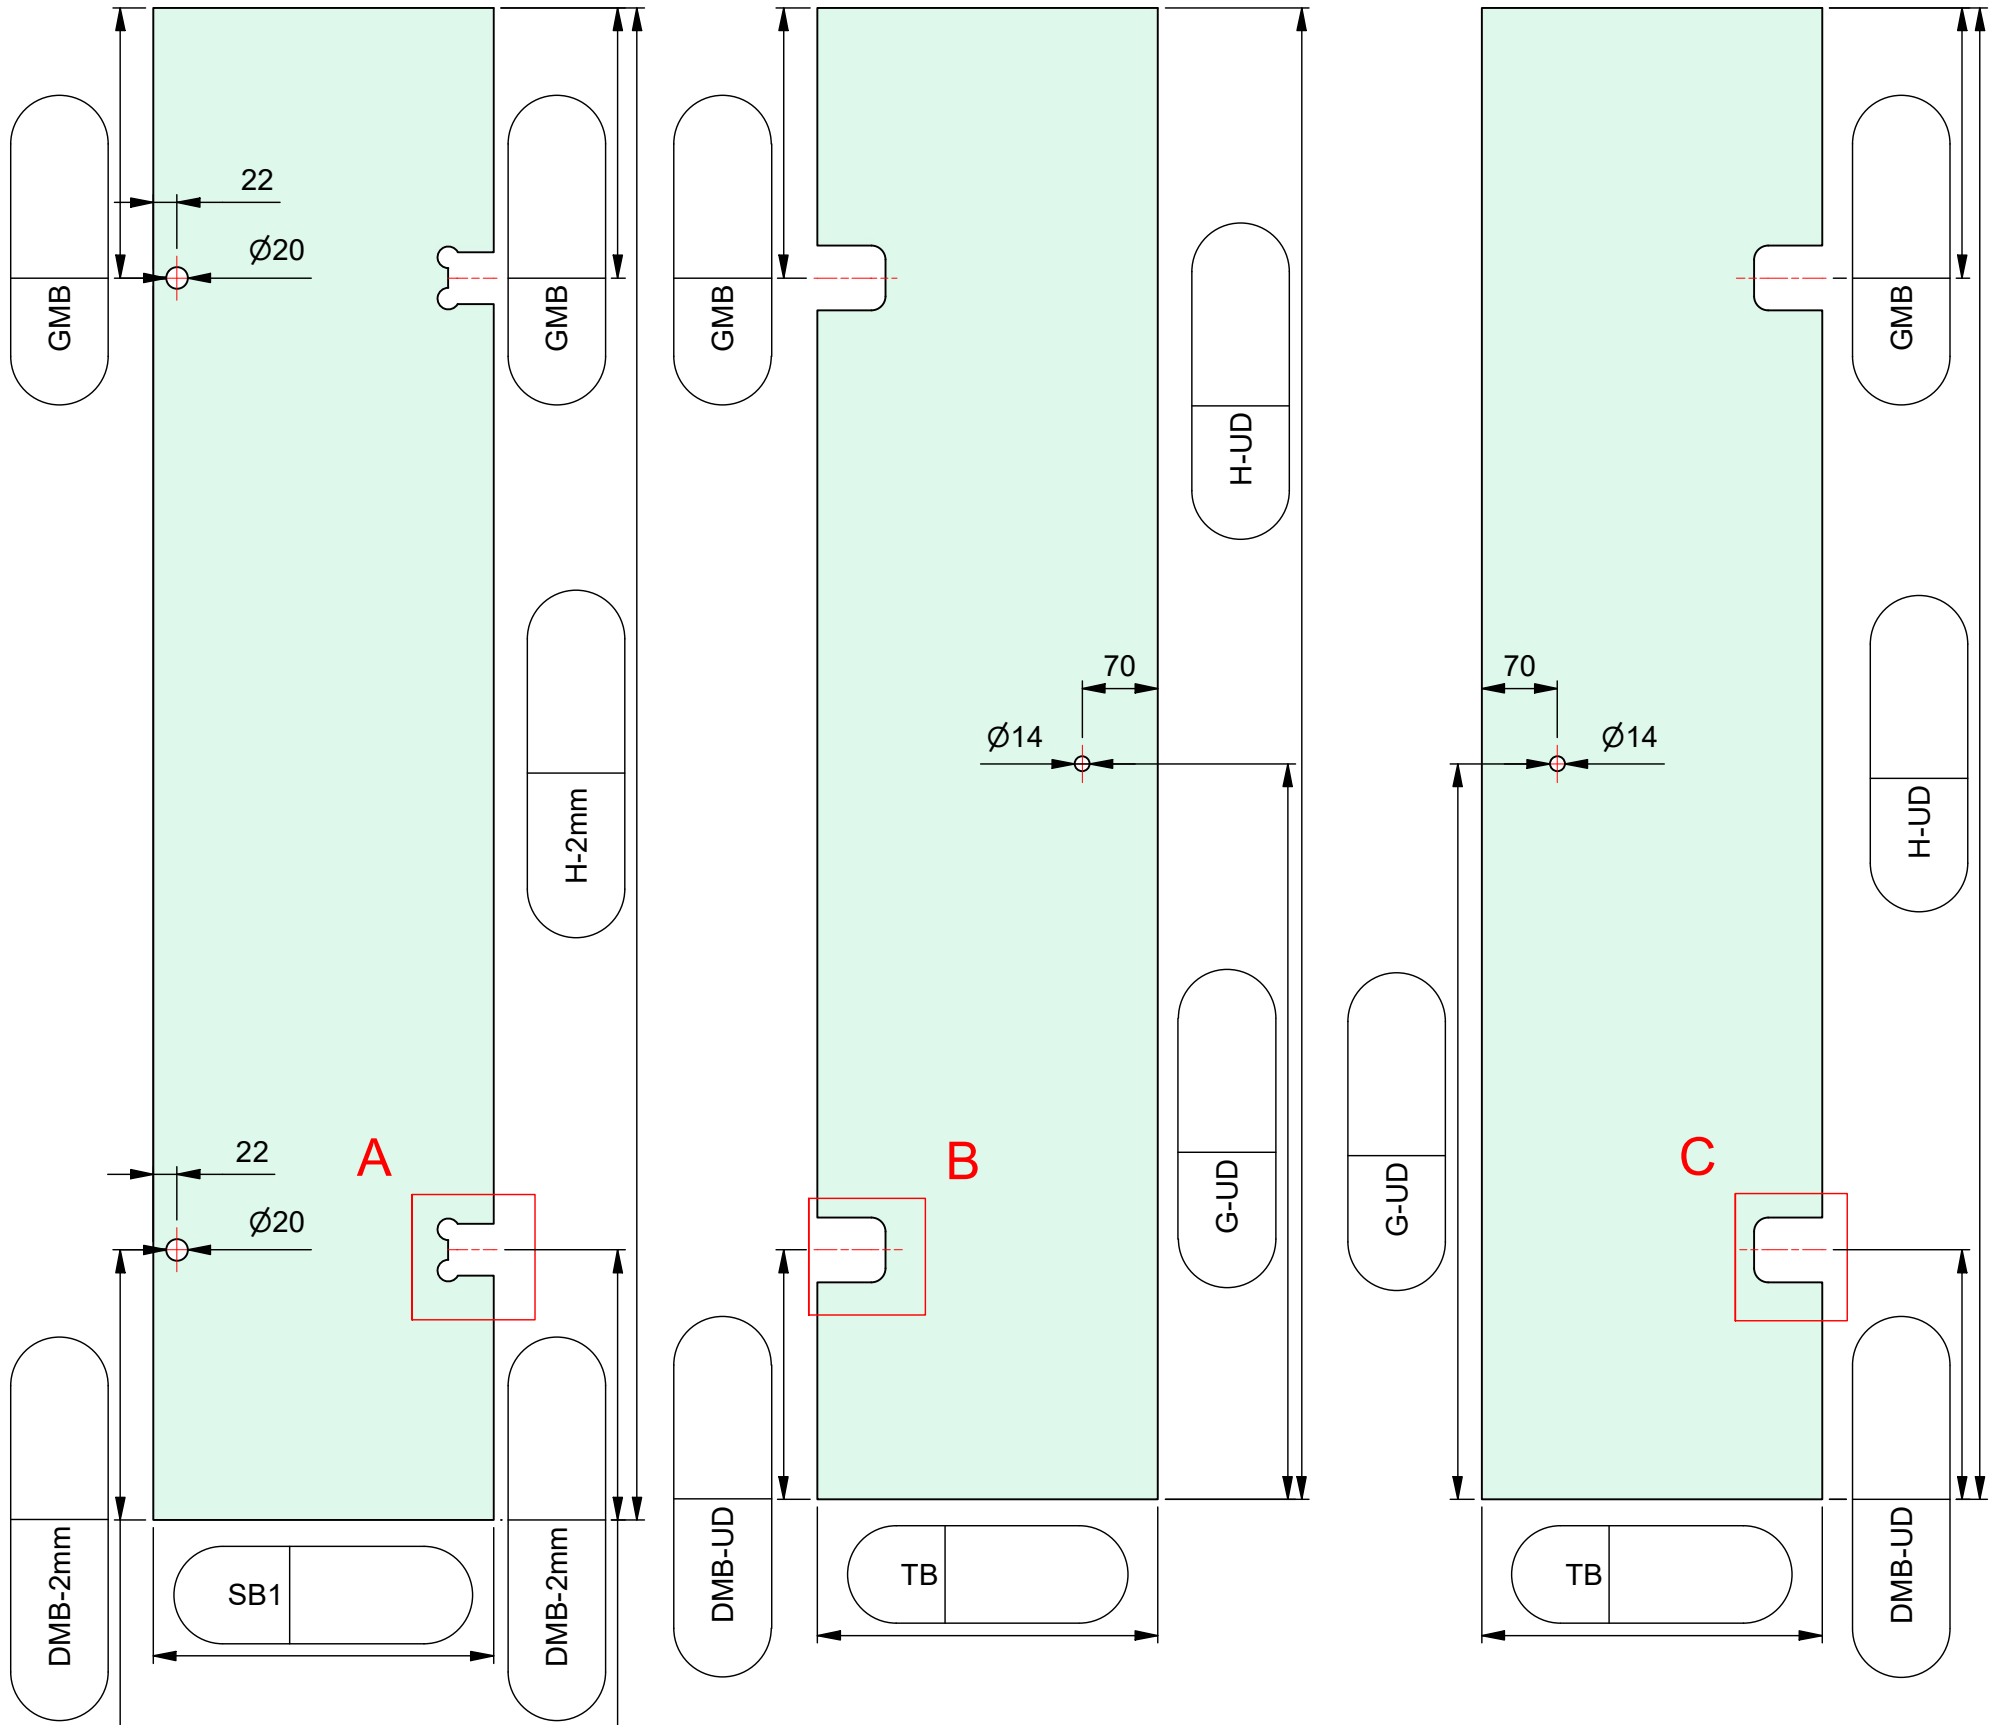 22
Ø20
GMB
GMB
H-2mm
22
Ø20
A
DMB-2mm
SB1
DMB-2mm
GMB
H-UD
70
Ø14
B
G-UD
DMB-UD
TB
GMB
70
Ø14
H-UD
G-UD
C
TB
DMB-UD